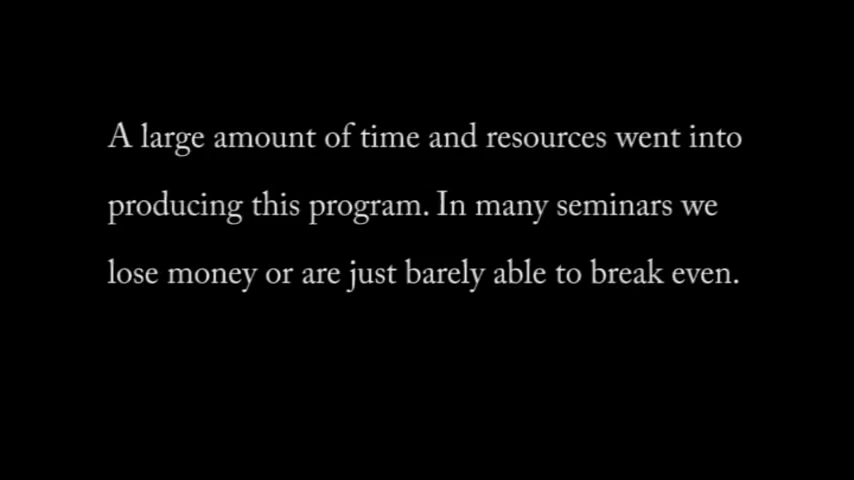 A large amount of time and resources went into
producing this program. In many seminars we
lose money or are just barely able to break even.